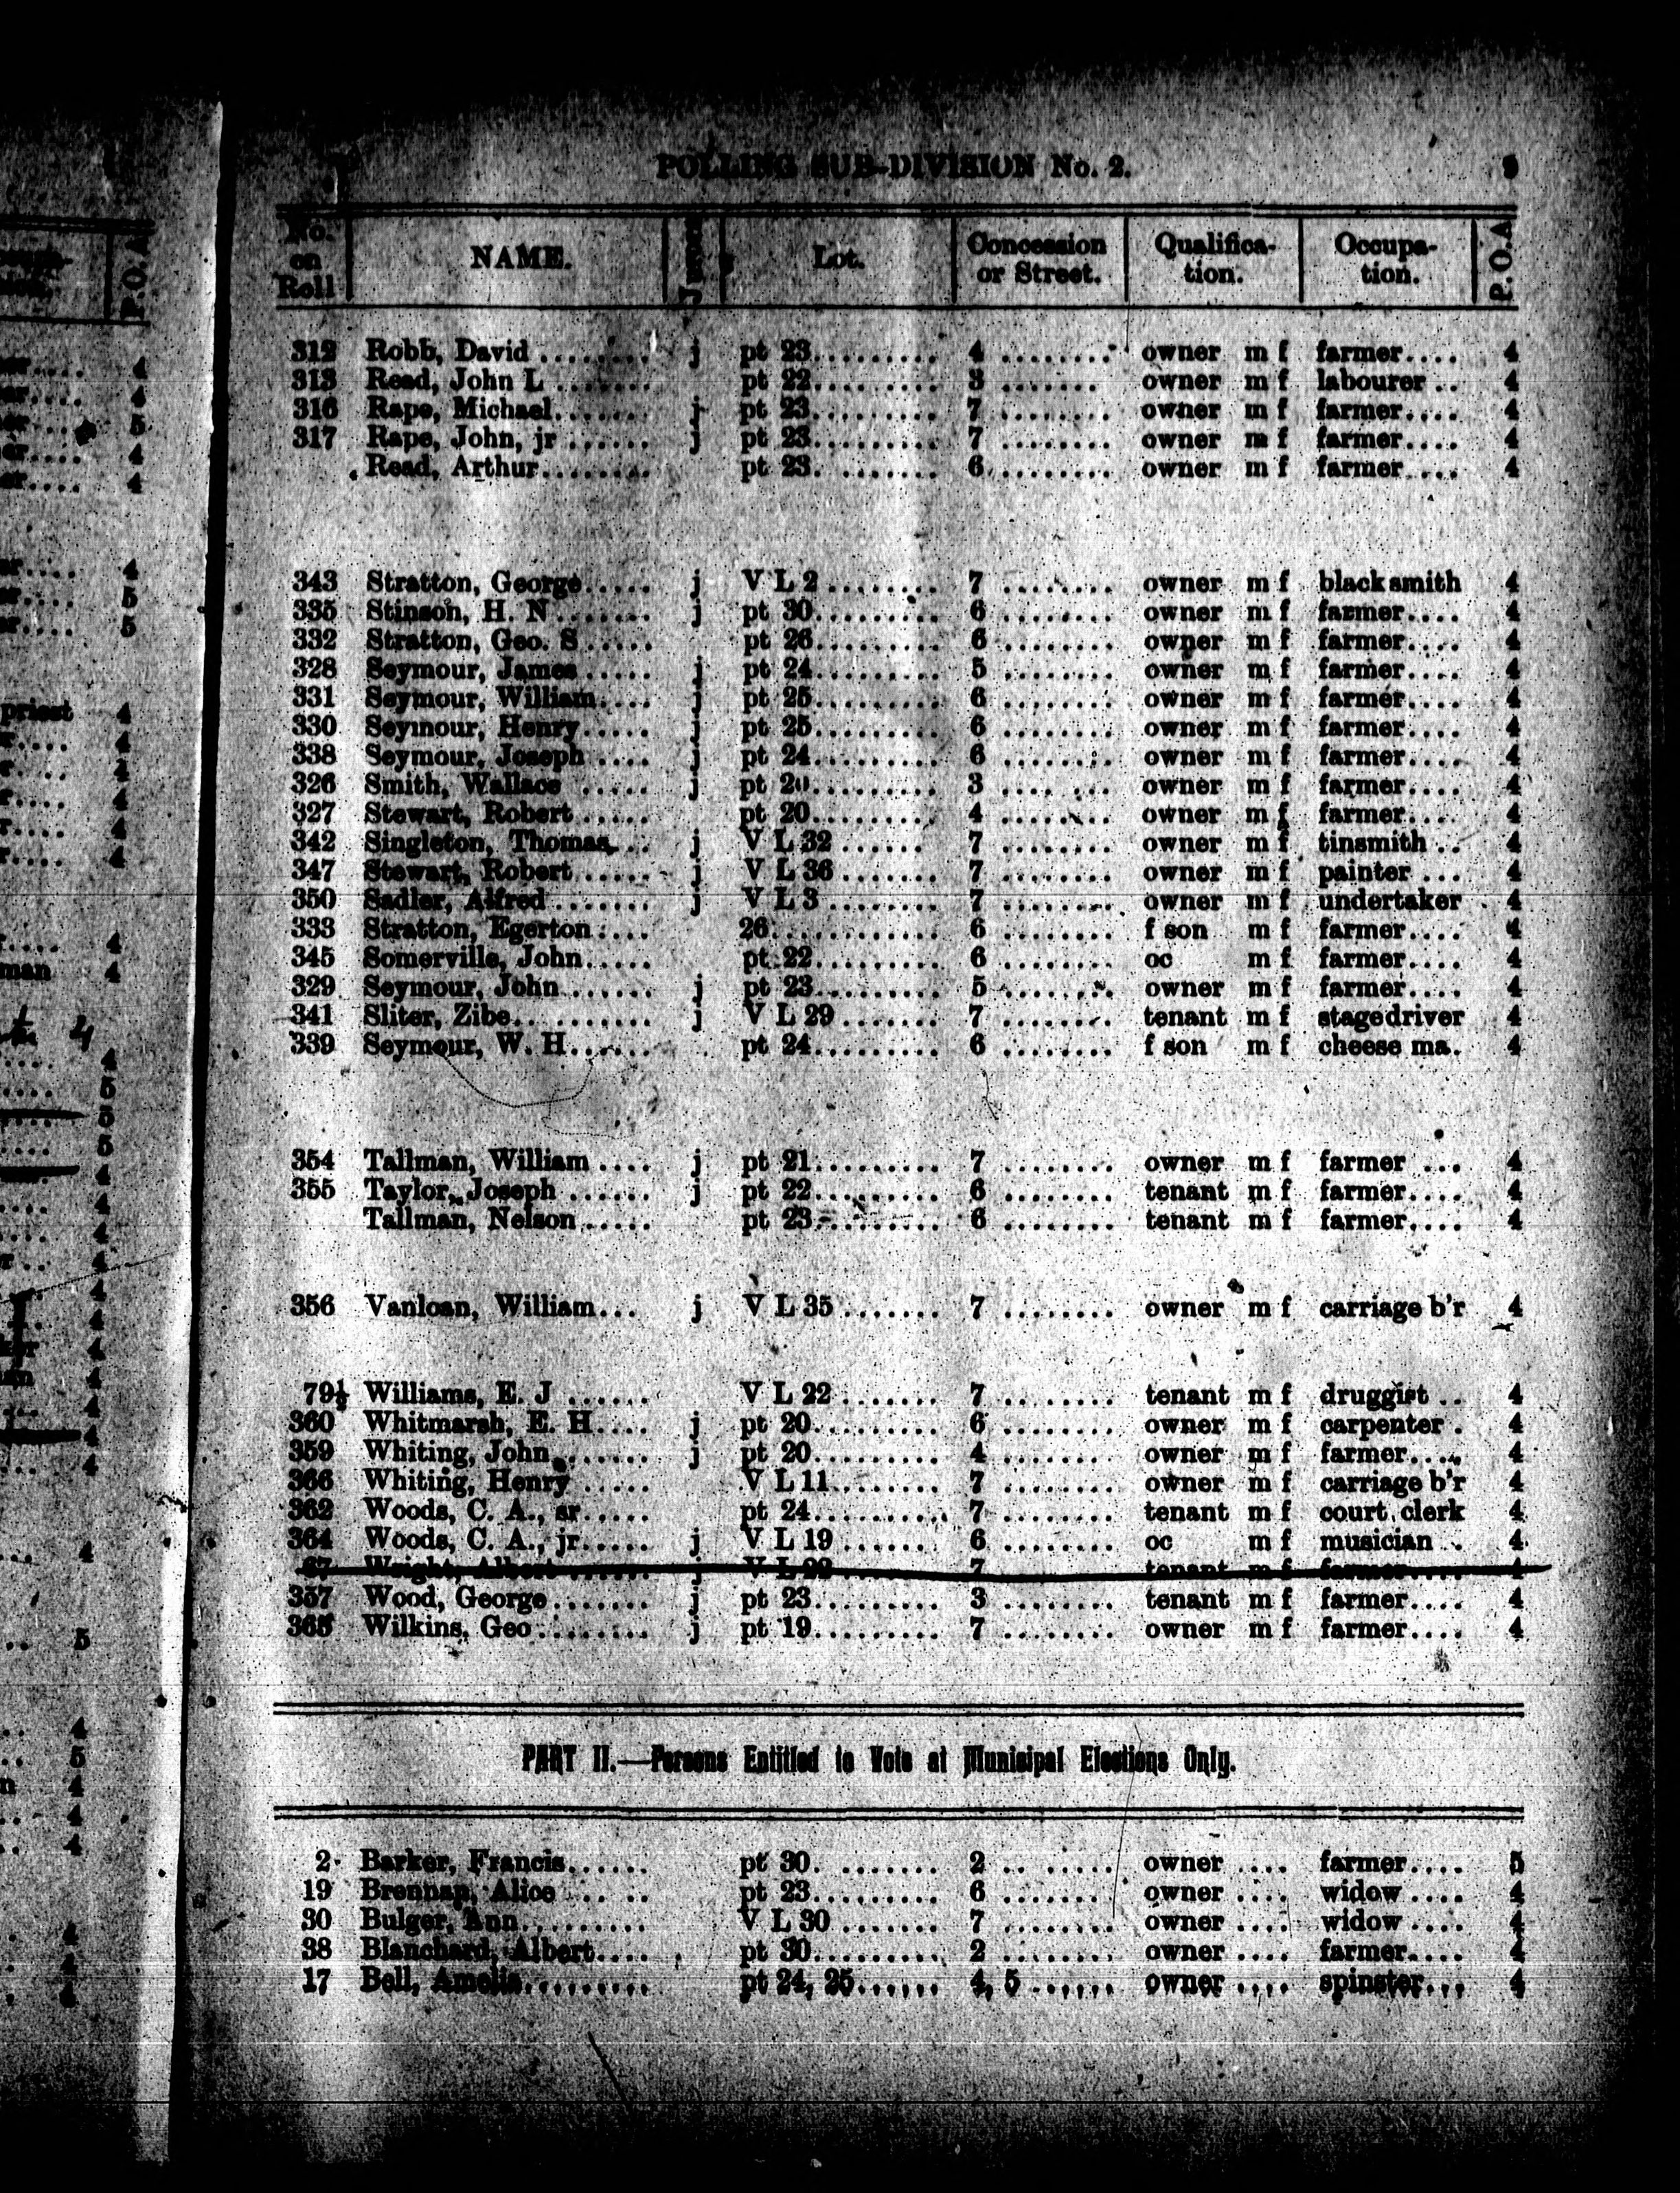 POLLING SUB-DIVISION No. 2. 9
No. on Roll NAME. Juror Lot. Concession or Street. Qualification. Occupation. P.O.A
312 Robb, David ........ j pt 23......... 4 ........ owner m f farmer.... 4
313 Read, John L ....... pt 22......... 3 ....... owner m f labourer .. 4
316 Rape, Michael....... j pt 23......... 7 ........ owner m f farmer.... 4
317 Rape, John, jr ...... j pt 23......... 7 ........ owner m f farmer.... 4
Read, Arthur........ pt 23. ....... 6 ........ owner m f farmer .... 4
343 Stratton, George..... j V L 2 ........ 7 ........ owner m f blacksmith 4
335 Stinson, H. N ....... j pt 30......... 6 ........ owner m f farmer.... 4
332 Stratton, Geo. S ..... pt 26......... 6 ........ owner m f farmer.... 4
328 Seymour, James ..... j pt 24......... 5 ........ owner m f farmer.... 4
331 Seymour, William.... j pt 25......... 6 ........ owner m f farmer.... 4
330 Seymour, Henry ..... j pt 25......... 6 ........ owner m f farmer.... 4
338 Seymour, Joseph .... j pt 24......... 6 ........ owner m f farmer.... 4
326 Smith, Wallace ..... j pt 20......... 3 .... ... owner m f farmer.... 4
327 Stewart, Robert ..... pt 20......... 4 ........ owner m f farmer.... 4
342 Singleton, Thomas... j V L 32 ...... 7 ........ owner m f tinsmith .. 4
347 Stewart, Robert ..... j V L 36 ....... 7 ........ owner m f painter ... 4
350 Sadler, Alfred ....... j V L 3 ........ 7 ........ owner m f undertaker . 4
333 Stratton, Egerton.... 26............ 6 ........ f son m f farmer.... 4
345 Somerville, John..... pt 22......... 6 ........ oc m f farmer.... 4
329 Seymour, John ...... j pt 23......... 5 ........ owner m f farmer.... 4
341 Sliter, Zibe.......... j V L 29 ....... 7 ........ tenant m f stagedriver 4
339 Seymour, W. H...... pt 24......... 6 ........ f son m f cheese ma. 4
354 Tallman, William .... j pt 21......... 7 ........ owner m f farmer ... 4
355 Taylor, Joseph ...... j pt 22......... 6 ........ tenant m f farmer.... 4
Tallman, Nelson ..... pt 23 ........ 6 ........ tenant m f farmer.... 4
356 Vanloan, William... j V L 35 ....... 7 ........ owner m f carriage b'r 4
79½ Williams, E. J ...... V L 22 ....... 7 ........ tenant m f druggist .. 4
360 Whitmarsh, E. H.... j pt 20......... 6 ........ owner m f carpenter . 4
359 Whiting, John ...... j pt 20......... 4 ........ owner m f farmer.... 4
366 Whiting, Henry ..... V L 11....... 7 ........ owner m f carriage b'r 4
362 Woods, C. A., sr..... pt 24......... 7 ........ tenant m f court clerk 4
364 Woods, C. A., jr..... j V L 19 ....... 6 ........ oc m f musician . 4
Wright, Albert ...... j V L 7 ........ tenant m f farmer.... 4
357 Wood, George ....... j pt 23......... 3 ........ tenant m f farmer.... 4
365 Wilkins, Geo ........ j pt 19......... 7 ........ owner m f farmer.... 4
PART II.—Persons Entitled to Vote at Municipal Elections Only.
2 Barker, Francis...... pt 30. ....... 2 .. ..... owner .... farmer.... 5
19 Brennan, Alice ... .. pt 23......... 6 ........ owner .... widow .... 4
30 Bulger, Ann......... V L 30 ....... 7 ........ owner .... widow .... 4
38 Blanchard, Albert.... pt 30......... 2 ........ owner .... farmer.... 4
17 Bell, Amelia......... pt 24, 25...... 4, 5 ...... owner .... spinster... 4